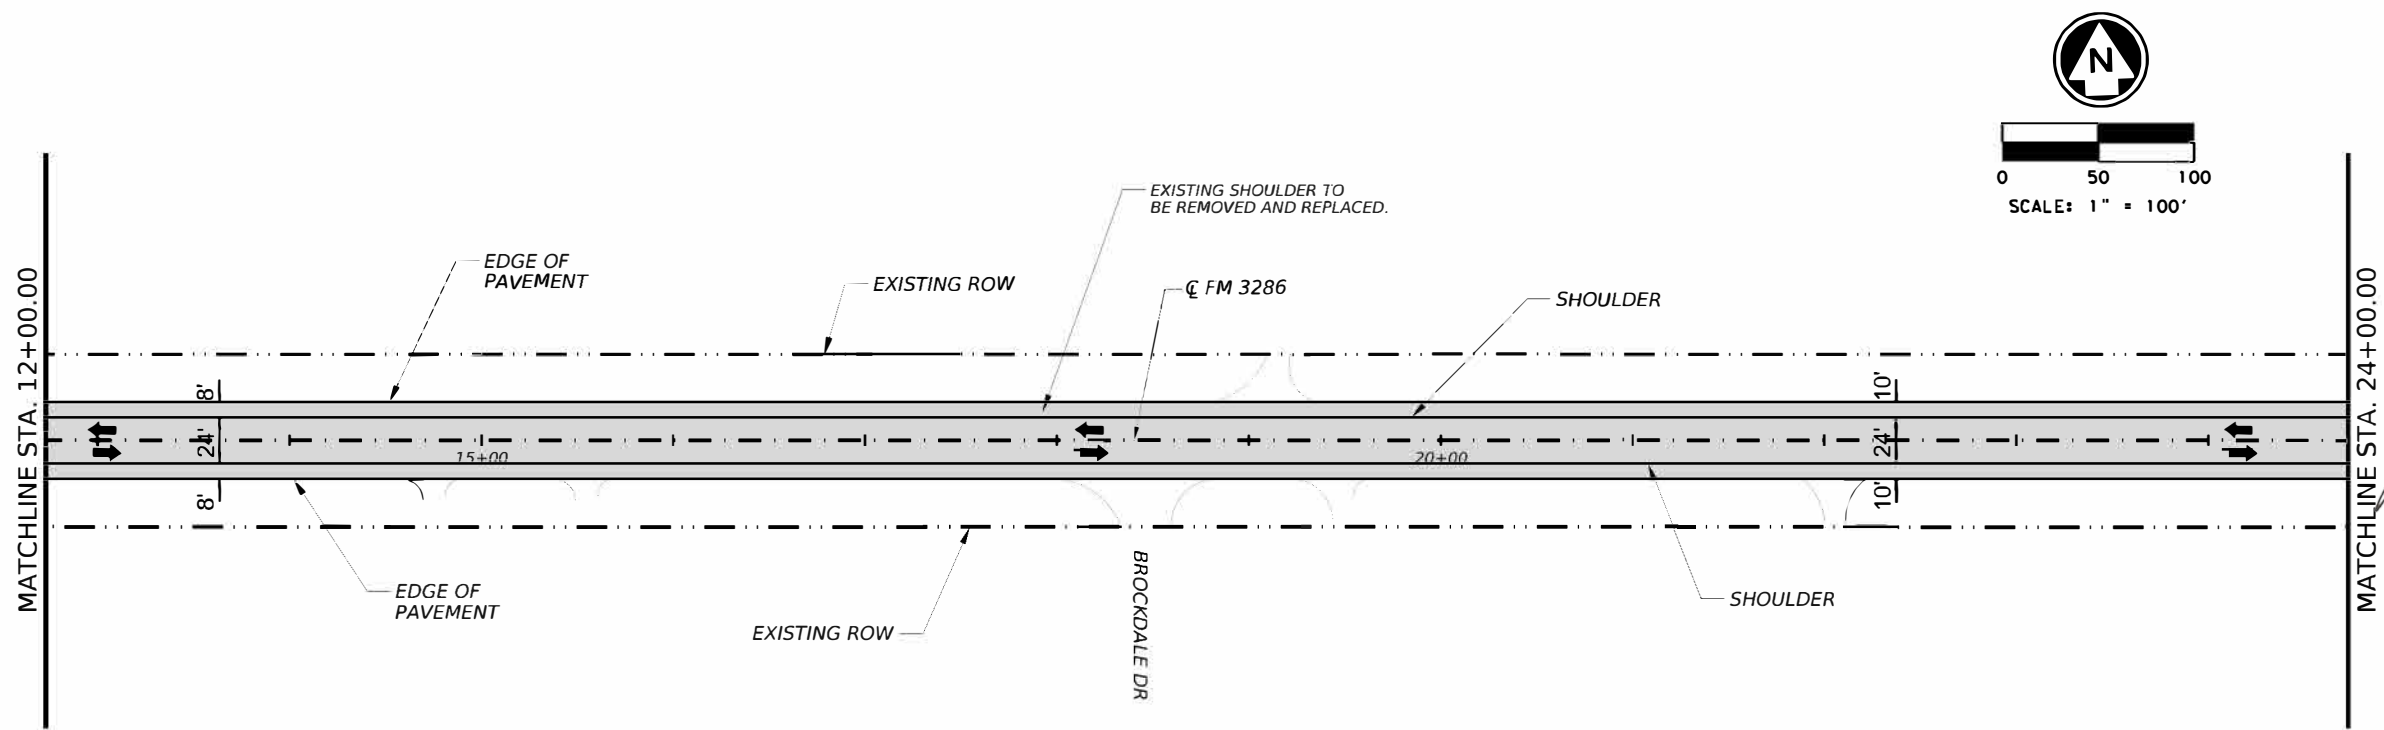 N
0 50 100
SCALE: 1" = 100'
EXISTING SHOULDER TO
BE REMOVED AND REPLACED.
EDGE OF
PAVEMENT
EXISTING ROW
℄ FM 3286
SHOULDER
MATCHLINE STA. 12+00.00
MATCHLINE STA. 24+00.00
8'
24'
8'
10'
24'
10'
15+00
20+00
EDGE OF
PAVEMENT
EXISTING ROW
BROCKDALE DR
SHOULDER